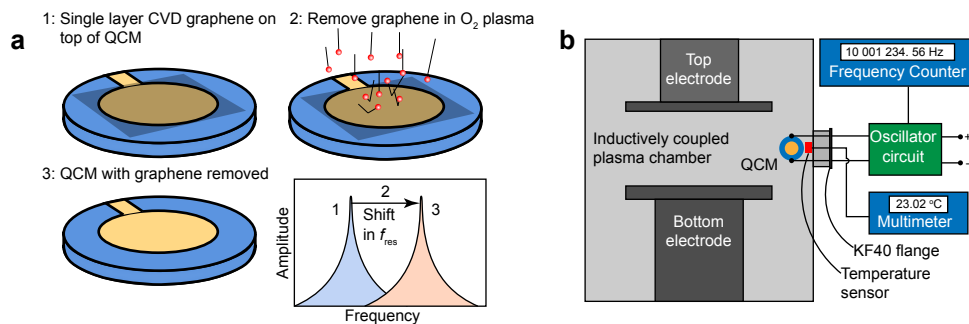 a
1: Single layer CVD graphene on
top of QCM
2: Remove graphene in O₂ plasma
3: QCM with graphene removed
Amplitude
1
2
Shift
in f_res
3
Frequency
b
Top
electrode
Inductively coupled
plasma chamber
QCM
Bottom
electrode
10 001 234. 56 Hz
Frequency Counter
Oscillator
circuit
+
-
23.02 °C
Multimeter
KF40 flange
Temperature
sensor